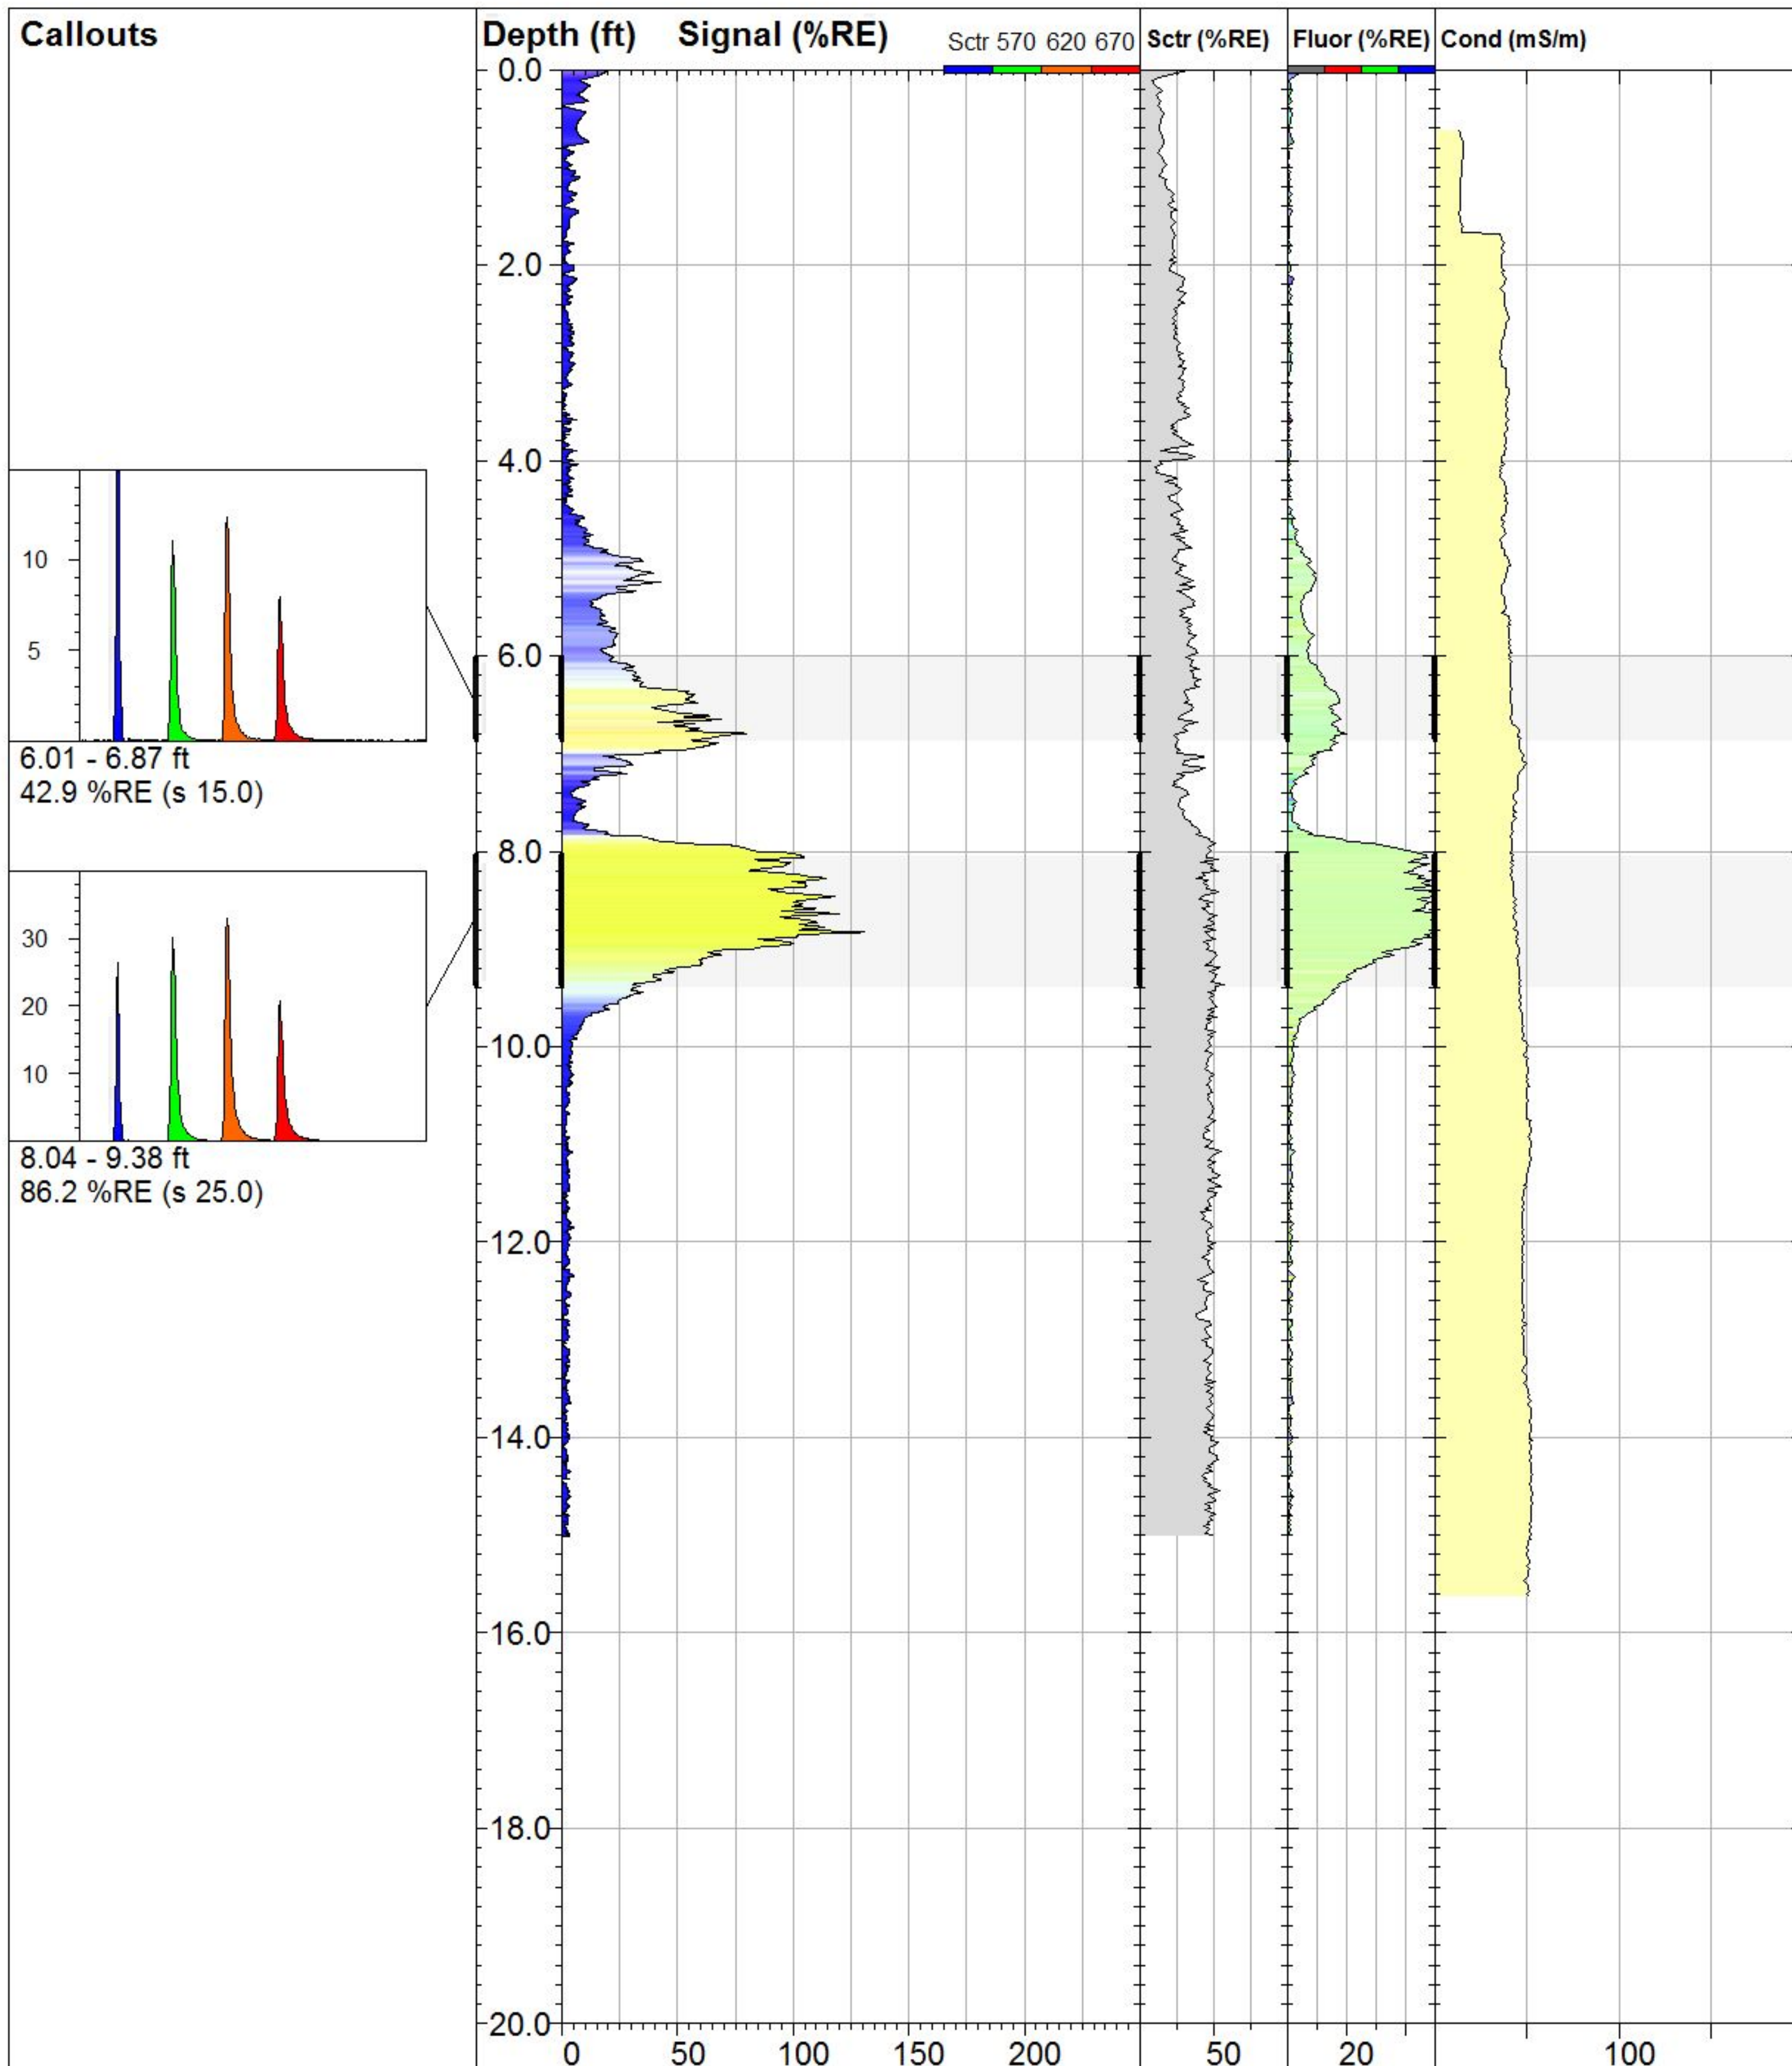 Callouts
Depth (ft) Signal (%RE) Sctr 570 620 670 Sctr (%RE) Fluor (%RE) Cond (mS/m)
0.0
2.0
4.0
10
5
6.0
6.01 - 6.87 ft
42.9 %RE (s 15.0)
8.0
30
20
10
8.04 - 9.38 ft
86.2 %RE (s 25.0)
10.0
12.0
14.0
16.0
18.0
20.0
0 50 100 150 200 50 20 100